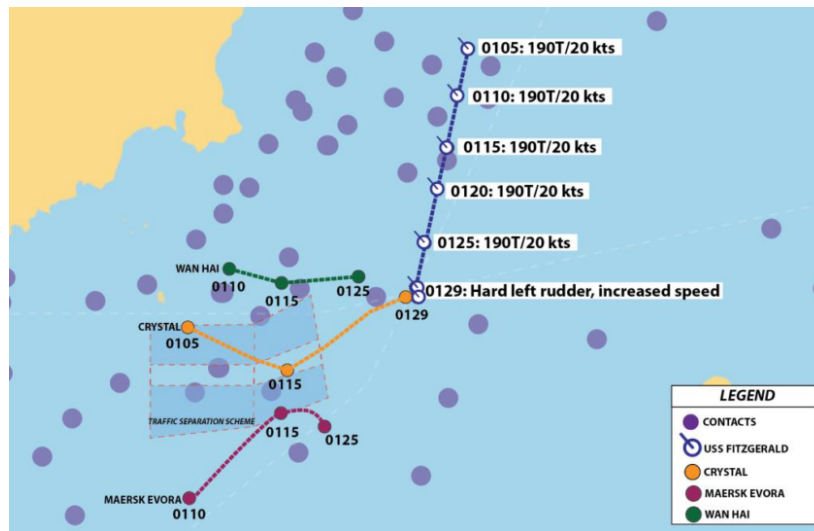 0105: 190T/20 kts
0110: 190T/20 kts
0115: 190T/20 kts
0120: 190T/20 kts
0125: 190T/20 kts
WAN HAI
0110
0115
0125
0129: Hard left rudder, increased speed
0129
CRYSTAL
0105
0115
TRAFFIC SEPARATION SCHEME
0115
0125
MAERSK EVORA
0110
LEGEND
CONTACTS
USS FITZGERALD
CRYSTAL
MAERSK EVORA
WAN HAI